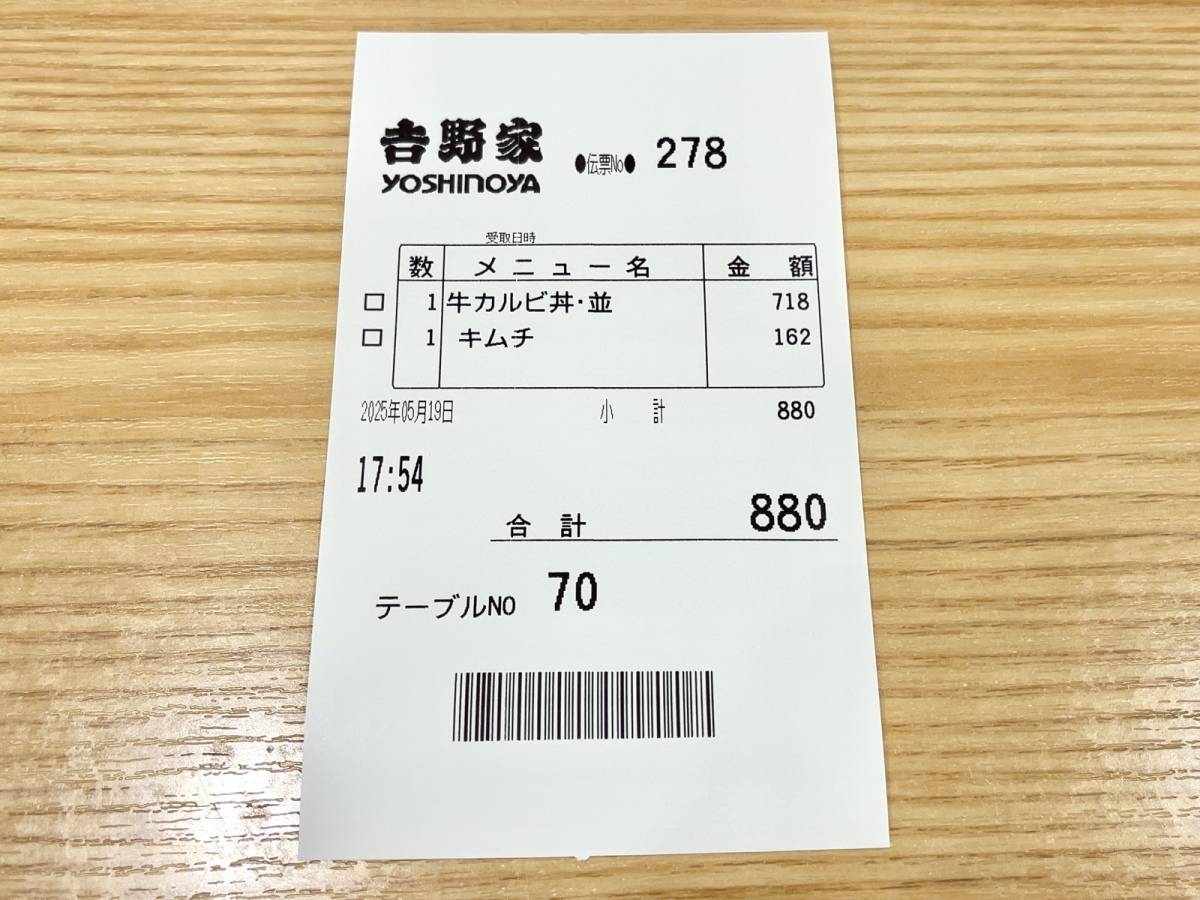 吉野家
YOSHINOYA
●伝票No● 278
受取日時
数 メニュー名 金 額
□ 1 牛カルビ丼・並 718
□ 1 キムチ 162
2025年05月19日 小 計 880
17:54
合 計 880
テーブルNO 70